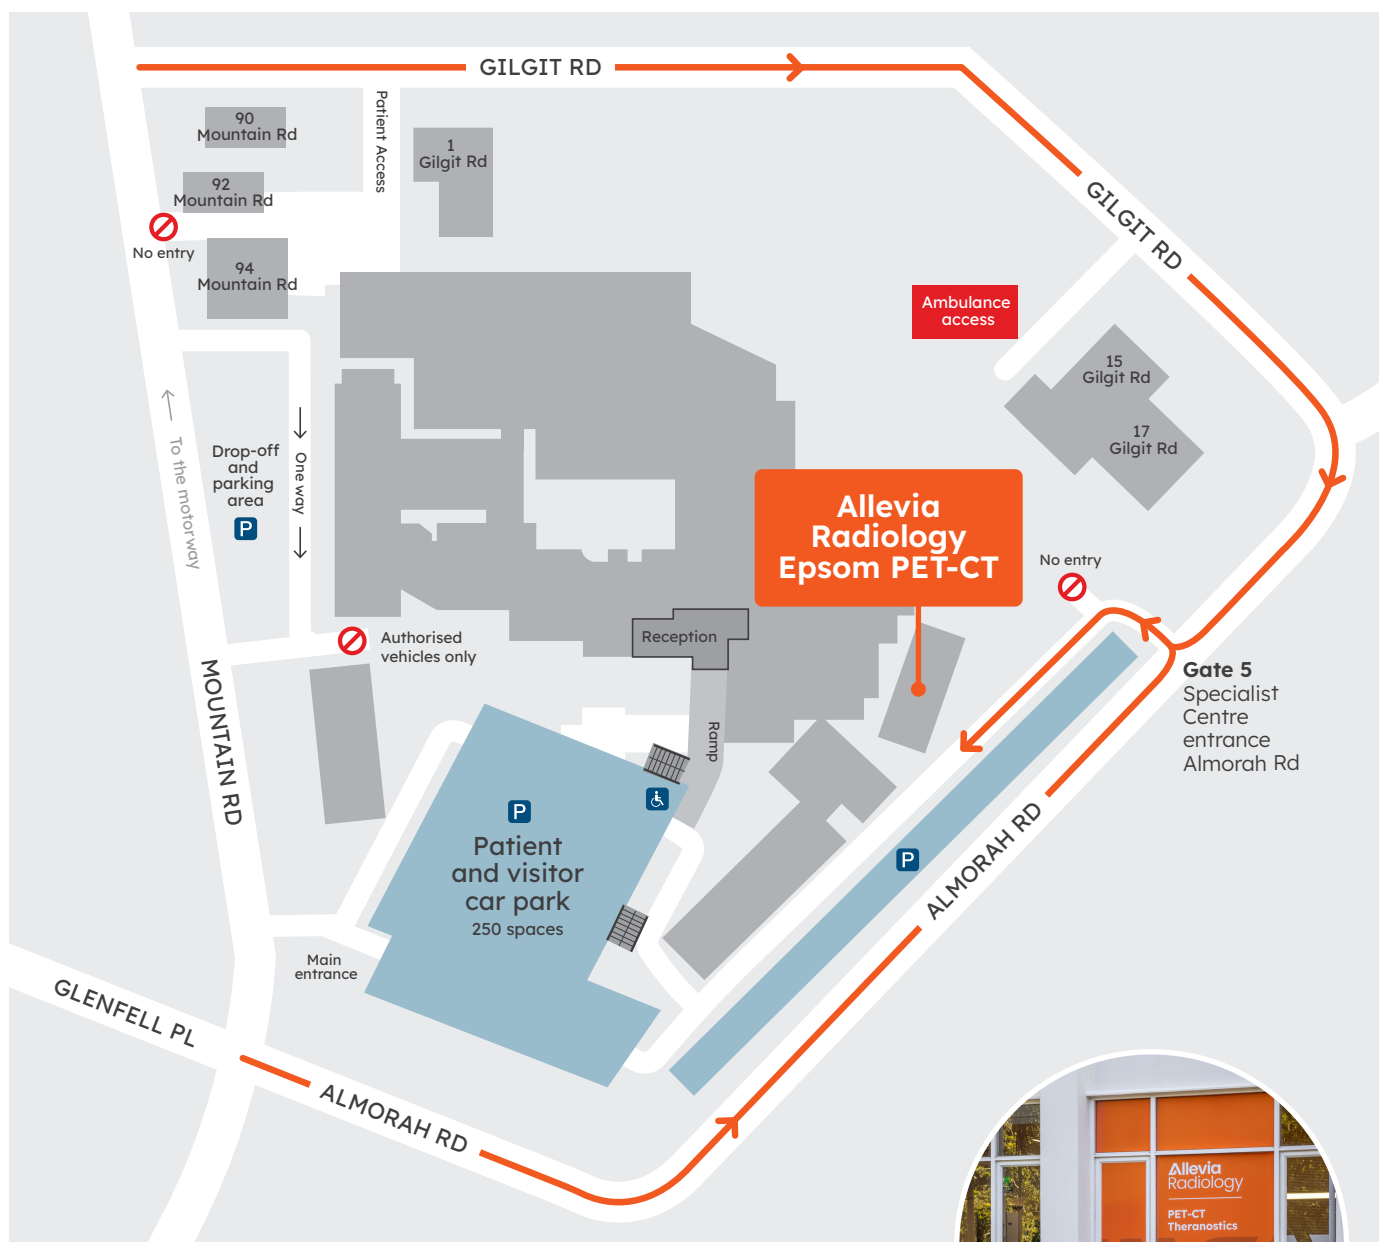 GILGIT RD
Patient Access
90
Mountain Rd
1
Gilgit Rd
92
Mountain Rd
No entry
94
Mountain Rd
GILGIT RD
Ambulance
access
15
Gilgit Rd
17
Gilgit Rd
To the motorway
Drop-off
and
parking
area
P
One way
Allevia
Radiology
Epsom PET-CT
No entry
Authorised
vehicles only
Reception
Gate 5
Specialist
Centre
entrance
Almorah Rd
MOUNTAIN RD
Ramp
P
Patient
and visitor
car park
250 spaces
P
ALMORAH RD
Main
entrance
GLENFELL PL
ALMORAH RD
Allevia
Radiology
PET-CT
Theranostics